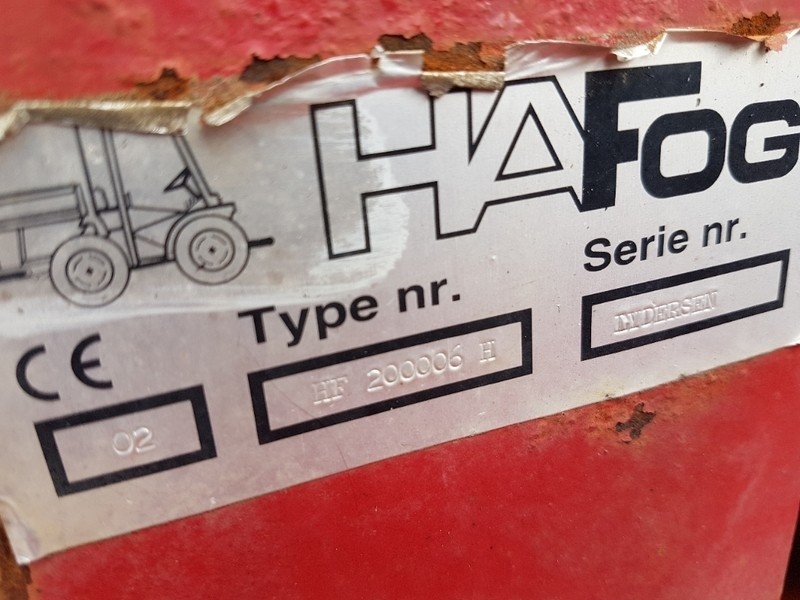 HAFOG
Serie nr.
Type nr.
HF 200006 H
CE
02